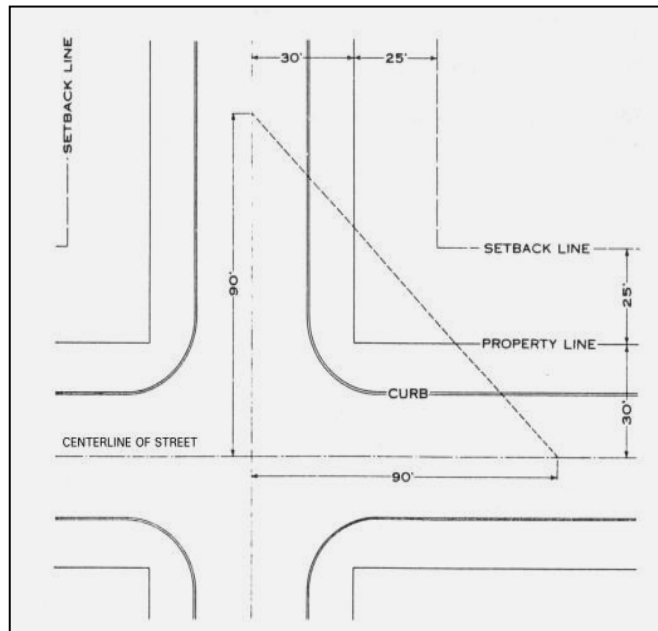 30'
25'
SETBACK LINE
SETBACK LINE
25'
90'
PROPERTY LINE
30'
CURB
CENTERLINE OF STREET
90'